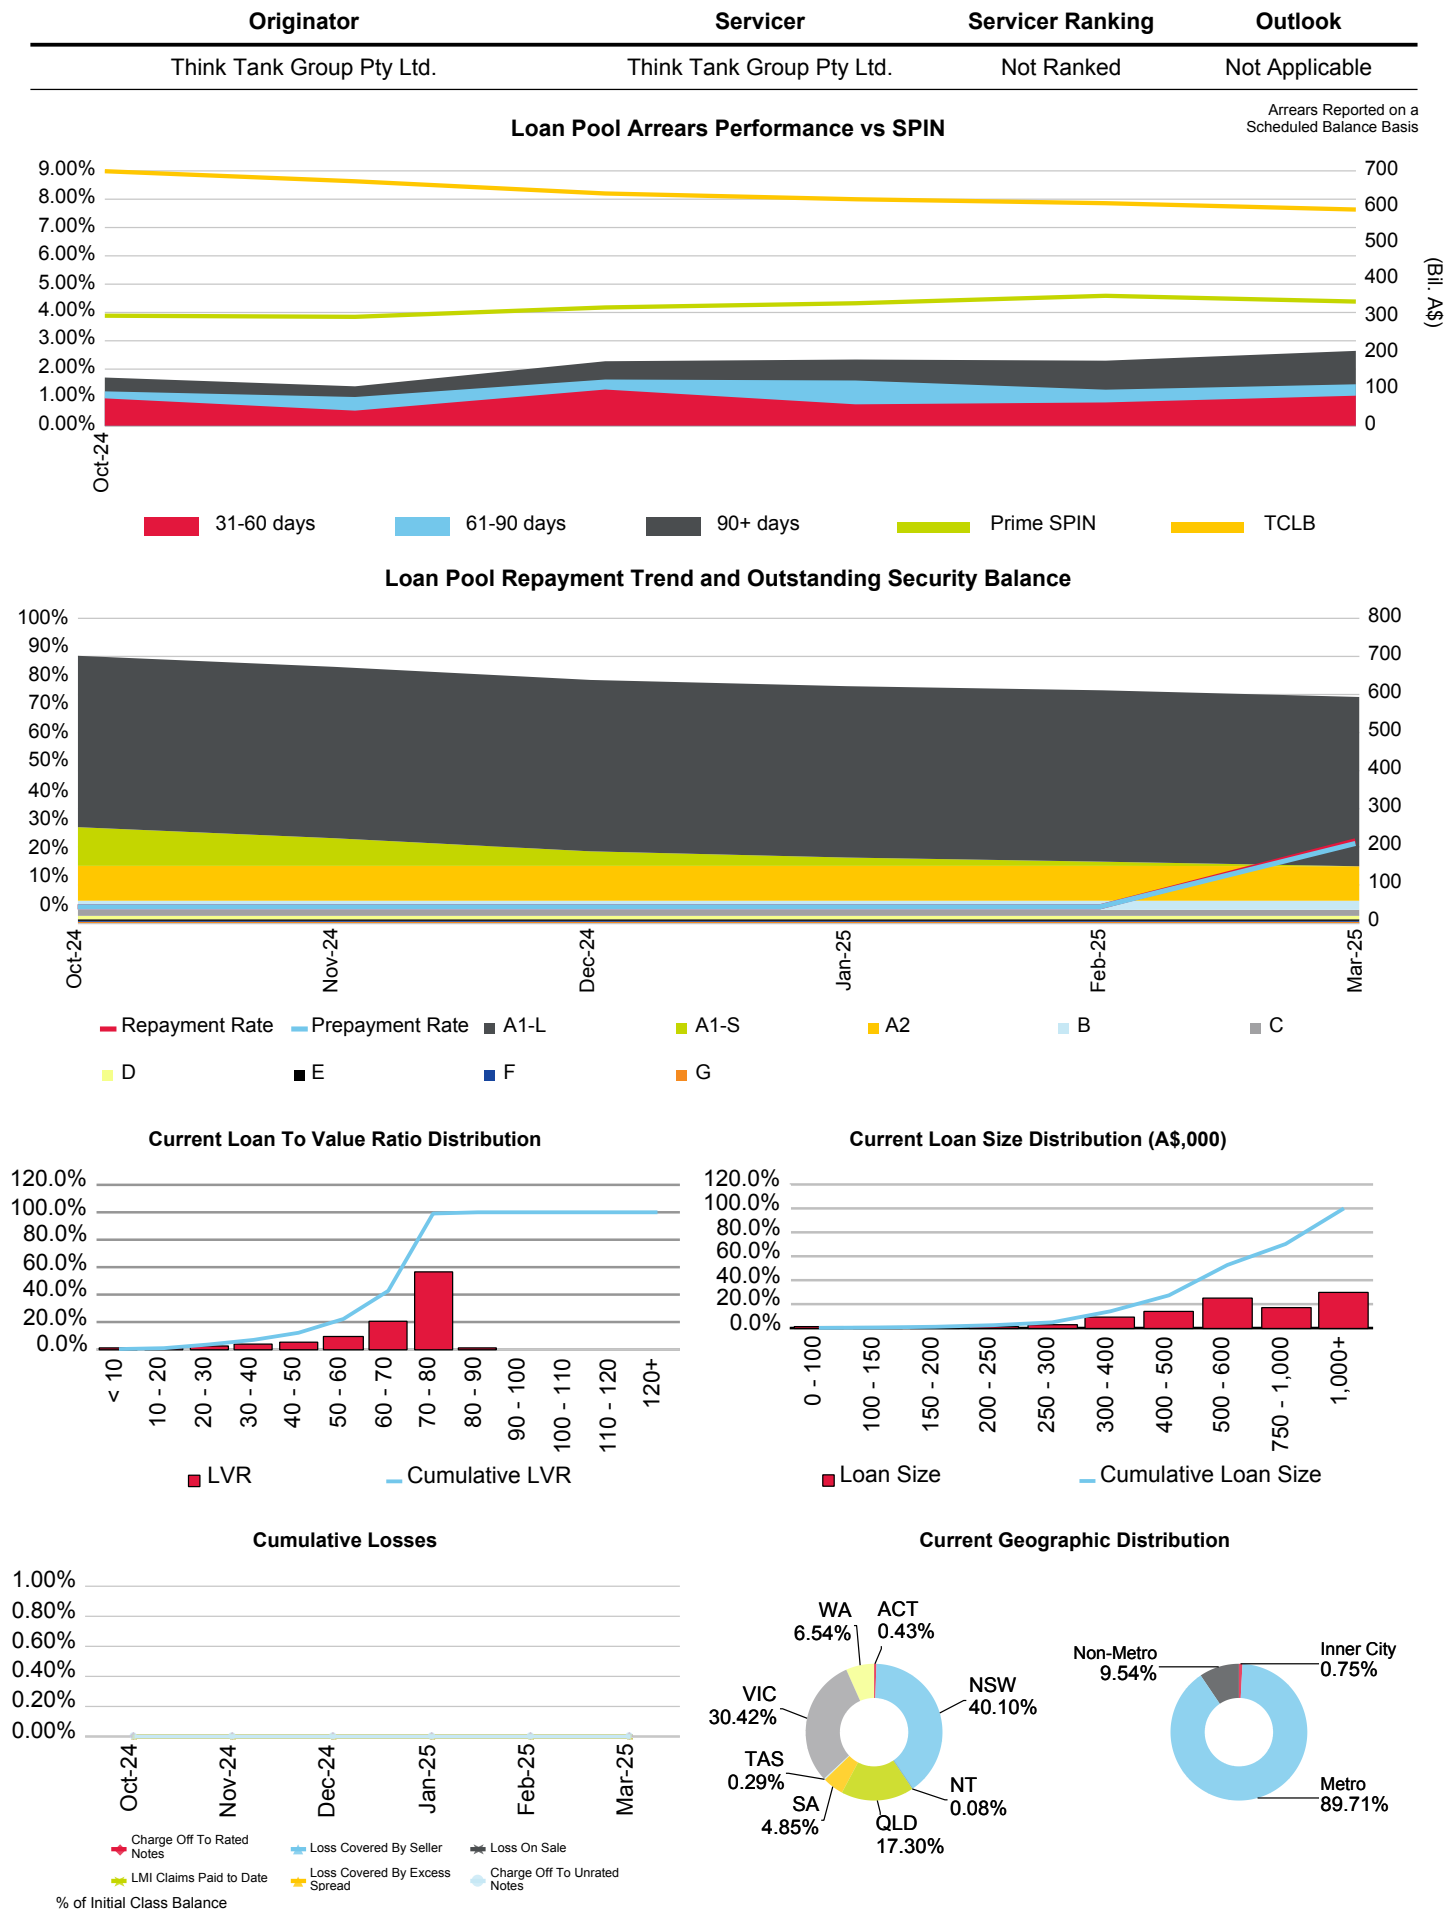 Originator Servicer Servicer Ranking Outlook
Think Tank Group Pty Ltd. Think Tank Group Pty Ltd. Not Ranked Not Applicable
Arrears Reported on a
Scheduled Balance Basis
Loan Pool Arrears Performance vs SPIN
9.00%
8.00%
7.00%
6.00%
5.00%
4.00%
3.00%
2.00%
1.00%
0.00%
700
600
500
400
300
200
100
0
(Bil. A$)
Oct-24
31-60 days 61-90 days 90+ days Prime SPIN TCLB
Loan Pool Repayment Trend and Outstanding Security Balance
100%
90%
80%
70%
60%
50%
40%
30%
20%
10%
0%
800
700
600
500
400
300
200
100
0
Oct-24 Nov-24 Dec-24 Jan-25 Feb-25 Mar-25
Repayment Rate Prepayment Rate A1-L A1-S A2 B C
D E F G
Current Loan To Value Ratio Distribution
120.0%
100.0%
80.0%
60.0%
40.0%
20.0%
0.0%
< 10
10 - 20
20 - 30
30 - 40
40 - 50
50 - 60
60 - 70
70 - 80
80 - 90
90 - 100
100 - 110
110 - 120
120+
LVR Cumulative LVR
Current Loan Size Distribution (A$,000)
120.0%
100.0%
80.0%
60.0%
40.0%
20.0%
0.0%
0 - 100
100 - 150
150 - 200
200 - 250
250 - 300
300 - 400
400 - 500
500 - 600
750 - 1,000
1,000+
Loan Size Cumulative Loan Size
Cumulative Losses
1.00%
0.80%
0.60%
0.40%
0.20%
0.00%
Oct-24 Nov-24 Dec-24 Jan-25 Feb-25 Mar-25
Charge Off To Rated
Notes
Loss Covered By Seller
Loss On Sale
LMI Claims Paid to Date
Loss Covered By Excess
Spread
Charge Off To Unrated
Notes
% of Initial Class Balance
Current Geographic Distribution
WA
6.54%
ACT
0.43%
NSW
40.10%
VIC
30.42%
TAS
0.29%
SA
4.85%
QLD
17.30%
NT
0.08%
Non-Metro
9.54%
Inner City
0.75%
Metro
89.71%